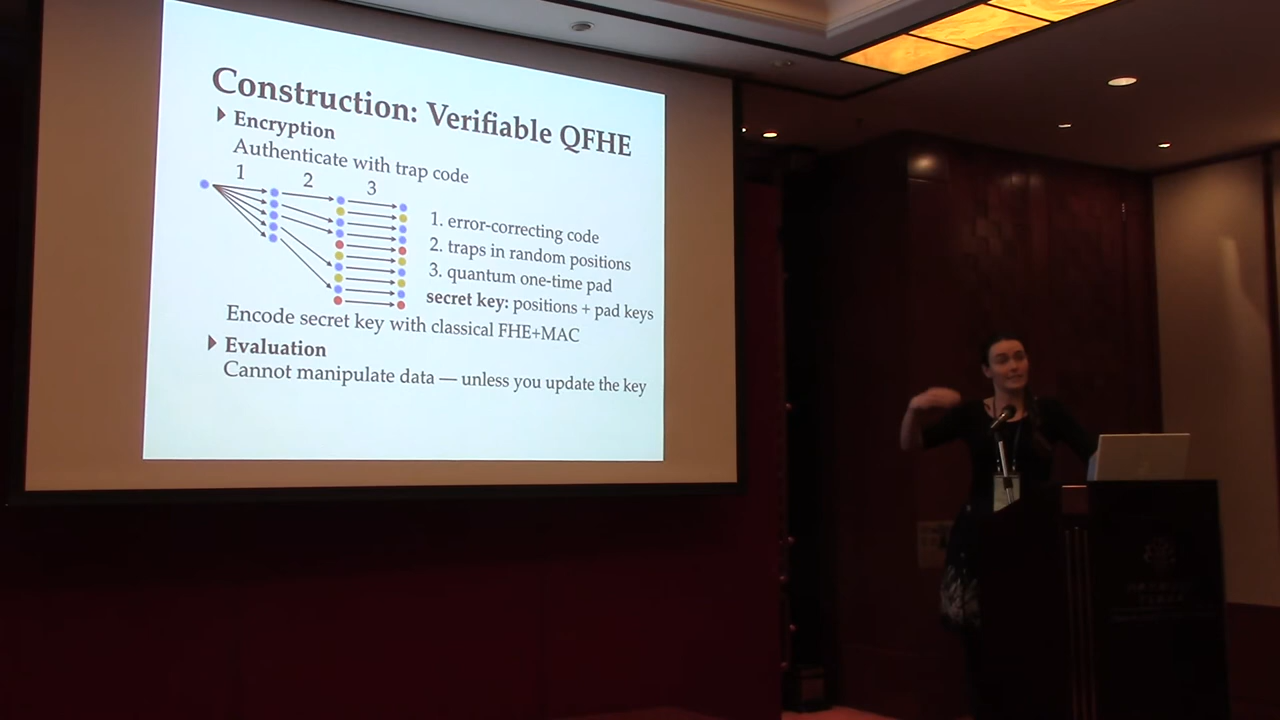 Construction: Verifiable QFHE
Encryption
Authenticate with trap code
1 2 3
1. error-correcting code
2. traps in random positions
3. quantum one-time pad
secret key: positions + pad keys
Encode secret key with classical FHE+MAC
Evaluation
Cannot manipulate data — unless you update the key